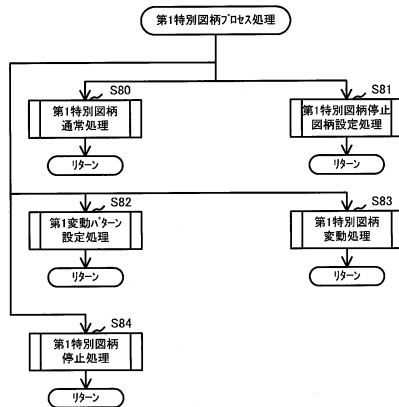 第1特別図柄プロセス処理
S80
第1特別図柄
通常処理
リターン
S81
第1特別図柄停止
図柄設定処理
リターン
S82
第1変動パターン
設定処理
リターン
S83
第1特別図柄
変動処理
リターン
S84
第1特別図柄
停止処理
リターン